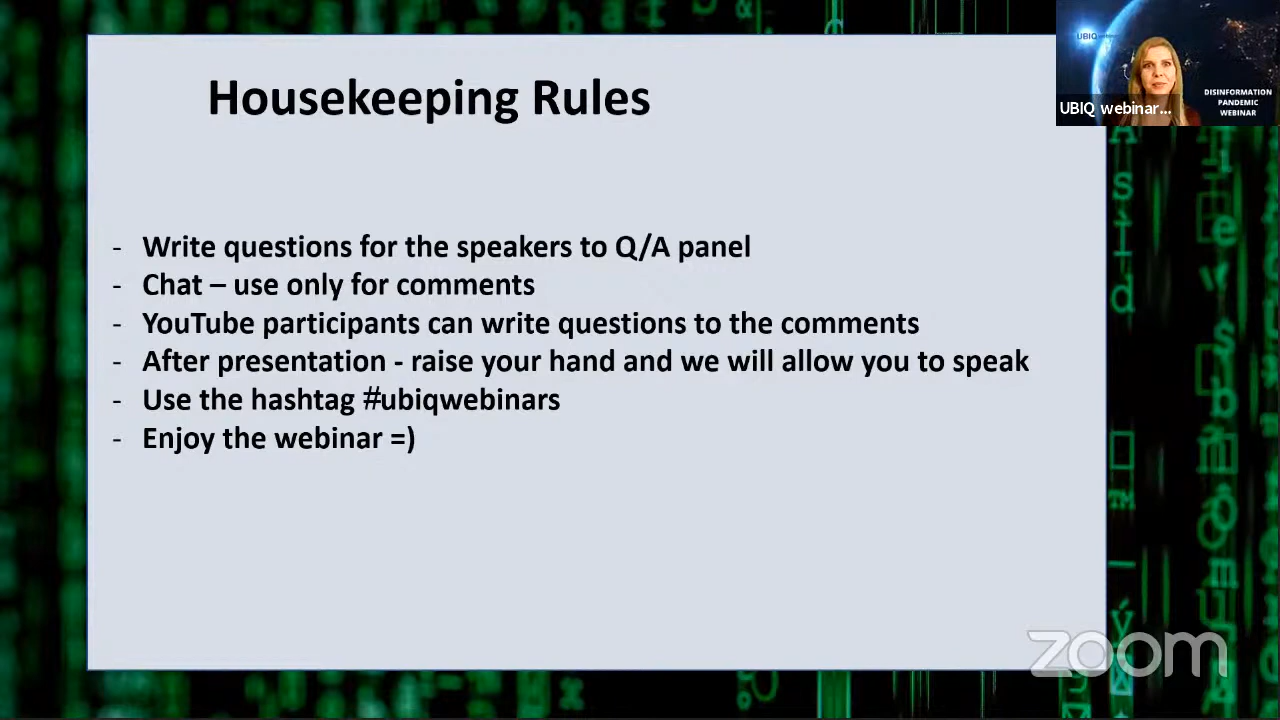 Housekeeping Rules
- Write questions for the speakers to Q/A panel
- Chat – use only for comments
- YouTube participants can write questions to the comments
- After presentation - raise your hand and we will allow you to speak
- Use the hashtag #ubiqwebinars
- Enjoy the webinar =)
UBIQ
DISINFORMATION
PANDEMIC
WEBINAR
UBIQ webinar...
zoom